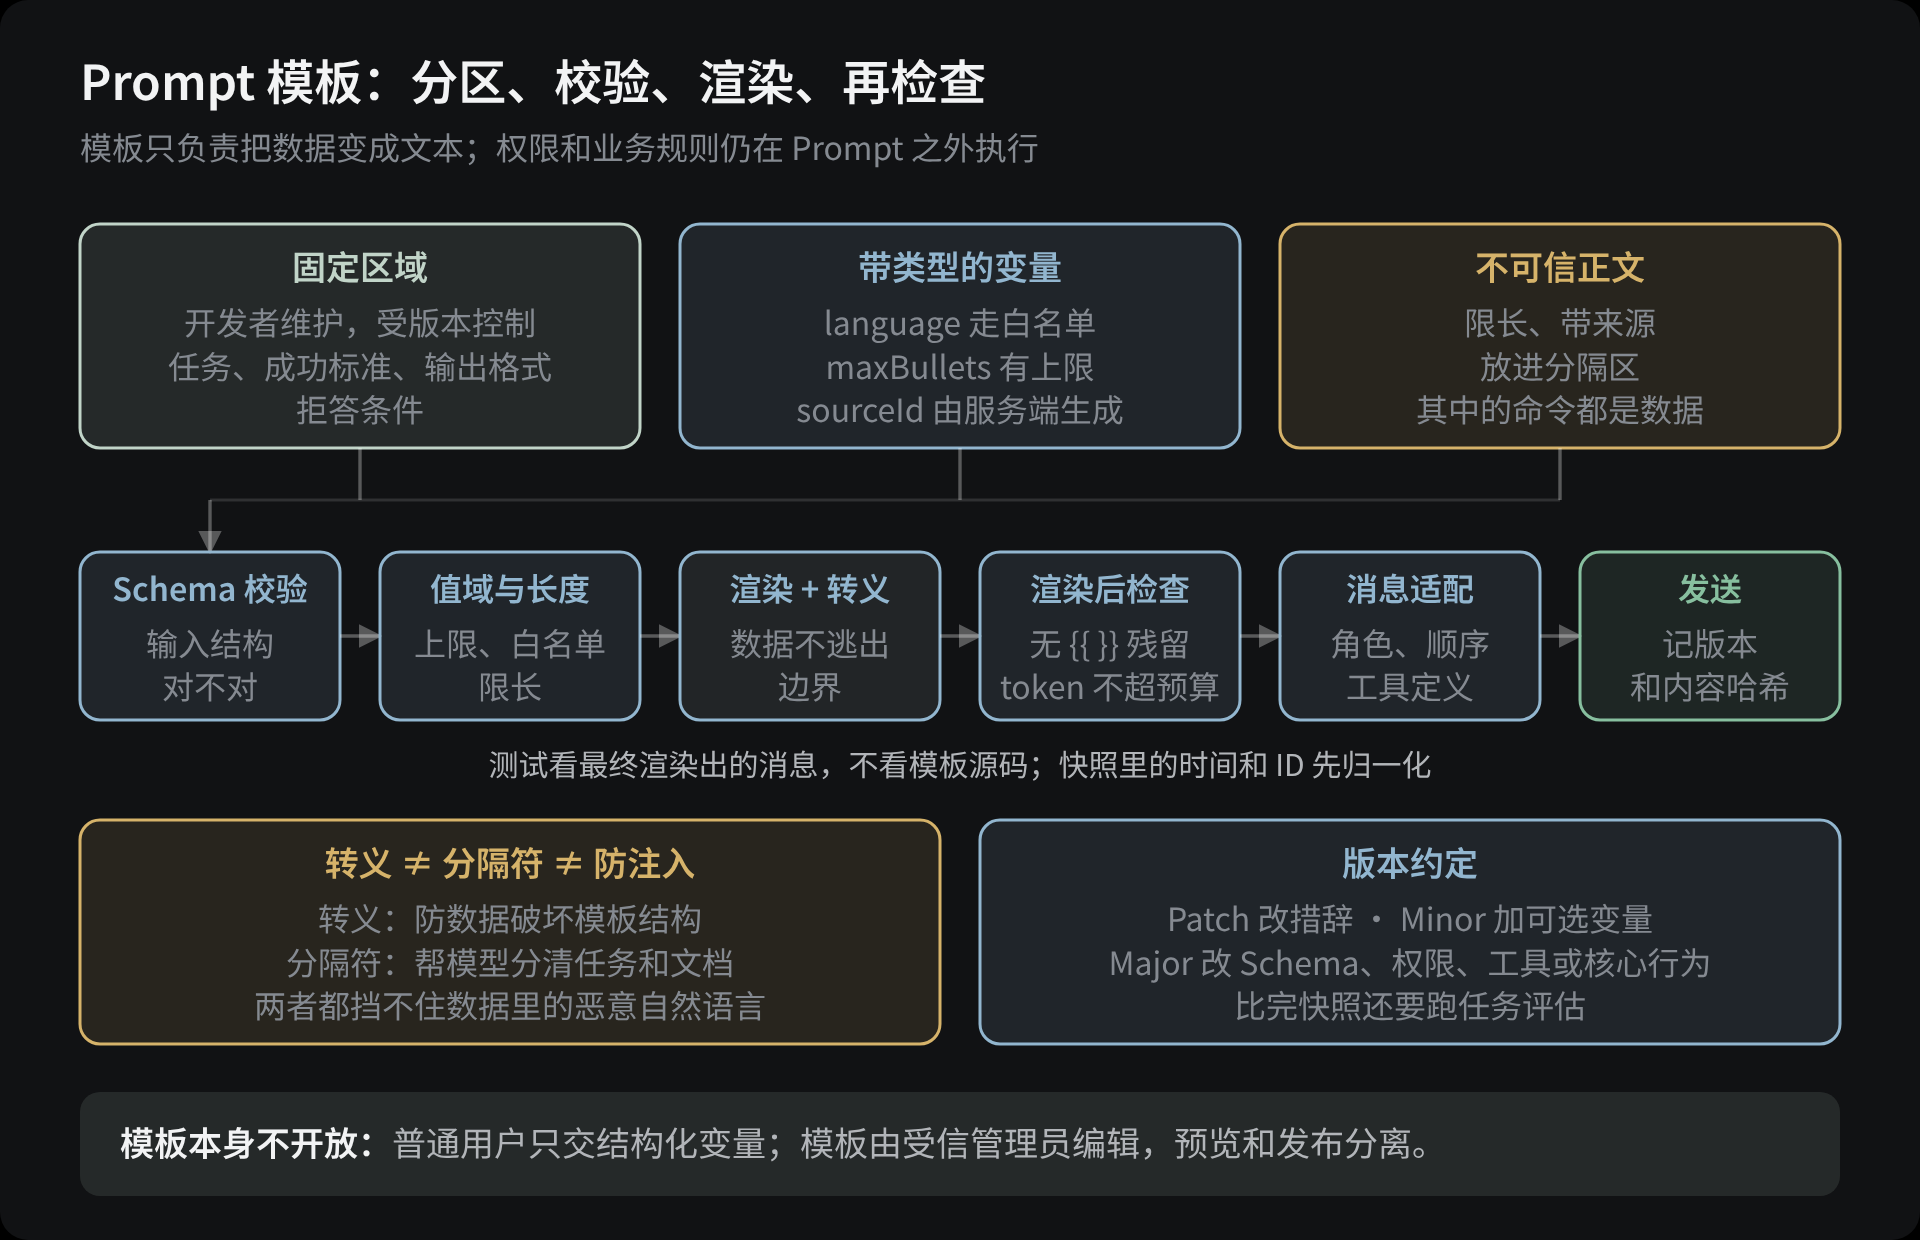 Prompt 模板：分区、校验、渲染、再检查
模板只负责把数据变成文本；权限和业务规则仍在 Prompt 之外执行
固定区域
开发者维护，受版本控制
任务、成功标准、输出格式
拒答条件
带类型的变量
language 走白名单
maxBullets 有上限
sourceId 由服务端生成
不可信正文
限长、带来源
放进分隔区
其中的命令都是数据
Schema 校验
输入结构
对不对
值域与长度
上限、白名单
限长
渲染 + 转义
数据不逃出
边界
渲染后检查
无 {{ }} 残留
token 不超预算
消息适配
角色、顺序
工具定义
发送
记版本
和内容哈希
测试看最终渲染出的消息，不看模板源码；快照里的时间和 ID 先归一化
转义 ≠ 分隔符 ≠ 防注入
转义：防数据破坏模板结构
分隔符：帮模型分清任务和文档
两者都挡不住数据里的恶意自然语言
版本约定
Patch 改措辞 · Minor 加可选变量
Major 改 Schema、权限、工具或核心行为
比完快照还要跑任务评估
模板本身不开放：普通用户只交结构化变量；模板由受信管理员编辑，预览和发布分离。